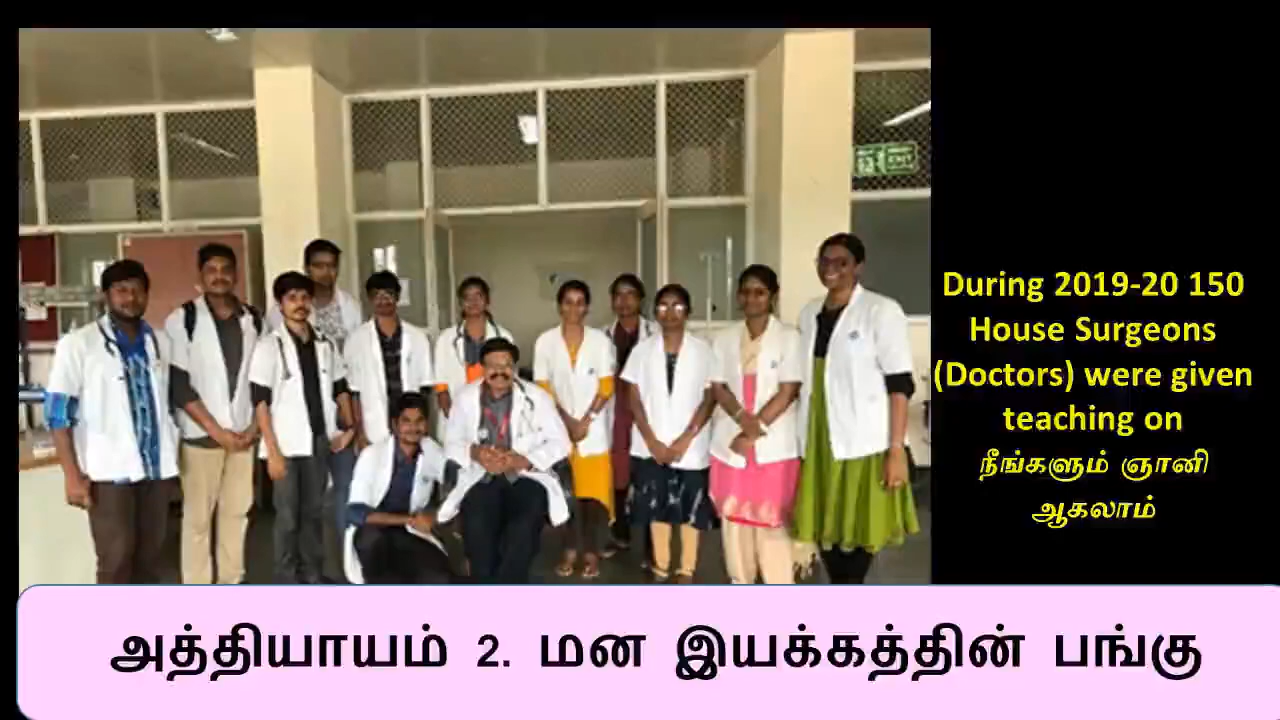 During 2019-20 150
House Surgeons
(Doctors) were given
teaching on
நீங்களும் ஞானி
ஆகலாம்
EXIT
அத்தியாயம் 2. மன இயக்கத்தின் பங்கு